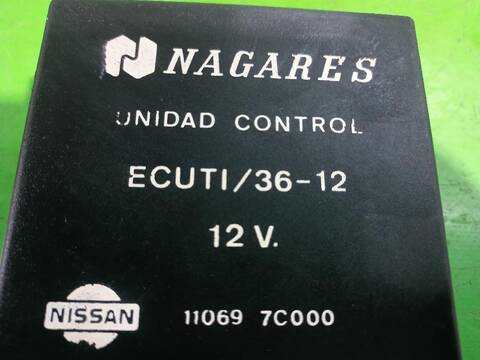 NAGARES
UNIDAD CONTROL
ECUTI/36-12
12 V.
NISSAN
11069 7C000